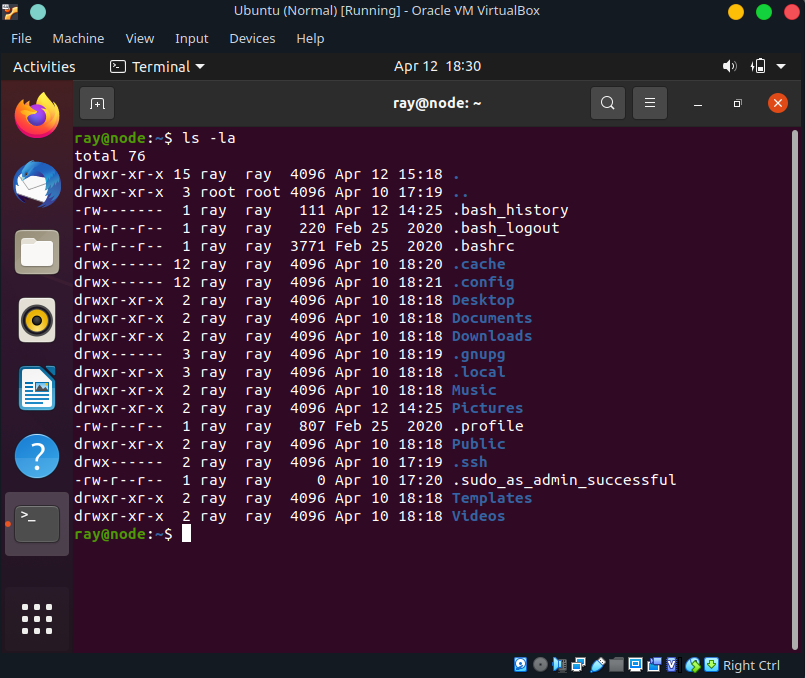 Ubuntu (Normal) [Running] - Oracle VM VirtualBox
File Machine View Input Devices Help
Activities Terminal Apr 12 18:30
ray@node: ~
ray@node:~$ ls -la
total 76
drwxr-xr-x 15 ray  ray  4096 Apr 12 15:18 .
drwxr-xr-x  3 root root 4096 Apr 10 17:19 ..
-rw-------  1 ray  ray   111 Apr 12 14:25 .bash_history
-rw-r--r--  1 ray  ray   220 Feb 25  2020 .bash_logout
-rw-r--r--  1 ray  ray  3771 Feb 25  2020 .bashrc
drwx------ 12 ray  ray  4096 Apr 10 18:20 .cache
drwx------ 12 ray  ray  4096 Apr 10 18:21 .config
drwxr-xr-x  2 ray  ray  4096 Apr 10 18:18 Desktop
drwxr-xr-x  2 ray  ray  4096 Apr 10 18:18 Documents
drwxr-xr-x  2 ray  ray  4096 Apr 10 18:18 Downloads
drwx------  3 ray  ray  4096 Apr 10 18:19 .gnupg
drwxr-xr-x  3 ray  ray  4096 Apr 10 18:18 .local
drwxr-xr-x  2 ray  ray  4096 Apr 10 18:18 Music
drwxr-xr-x  2 ray  ray  4096 Apr 12 14:25 Pictures
-rw-r--r--  1 ray  ray   807 Feb 25  2020 .profile
drwxr-xr-x  2 ray  ray  4096 Apr 10 18:18 Public
drwx------  2 ray  ray  4096 Apr 10 17:19 .ssh
-rw-r--r--  1 ray  ray     0 Apr 10 17:20 .sudo_as_admin_successful
drwxr-xr-x  2 ray  ray  4096 Apr 10 18:18 Templates
drwxr-xr-x  2 ray  ray  4096 Apr 10 18:18 Videos
ray@node:~$
Right Ctrl